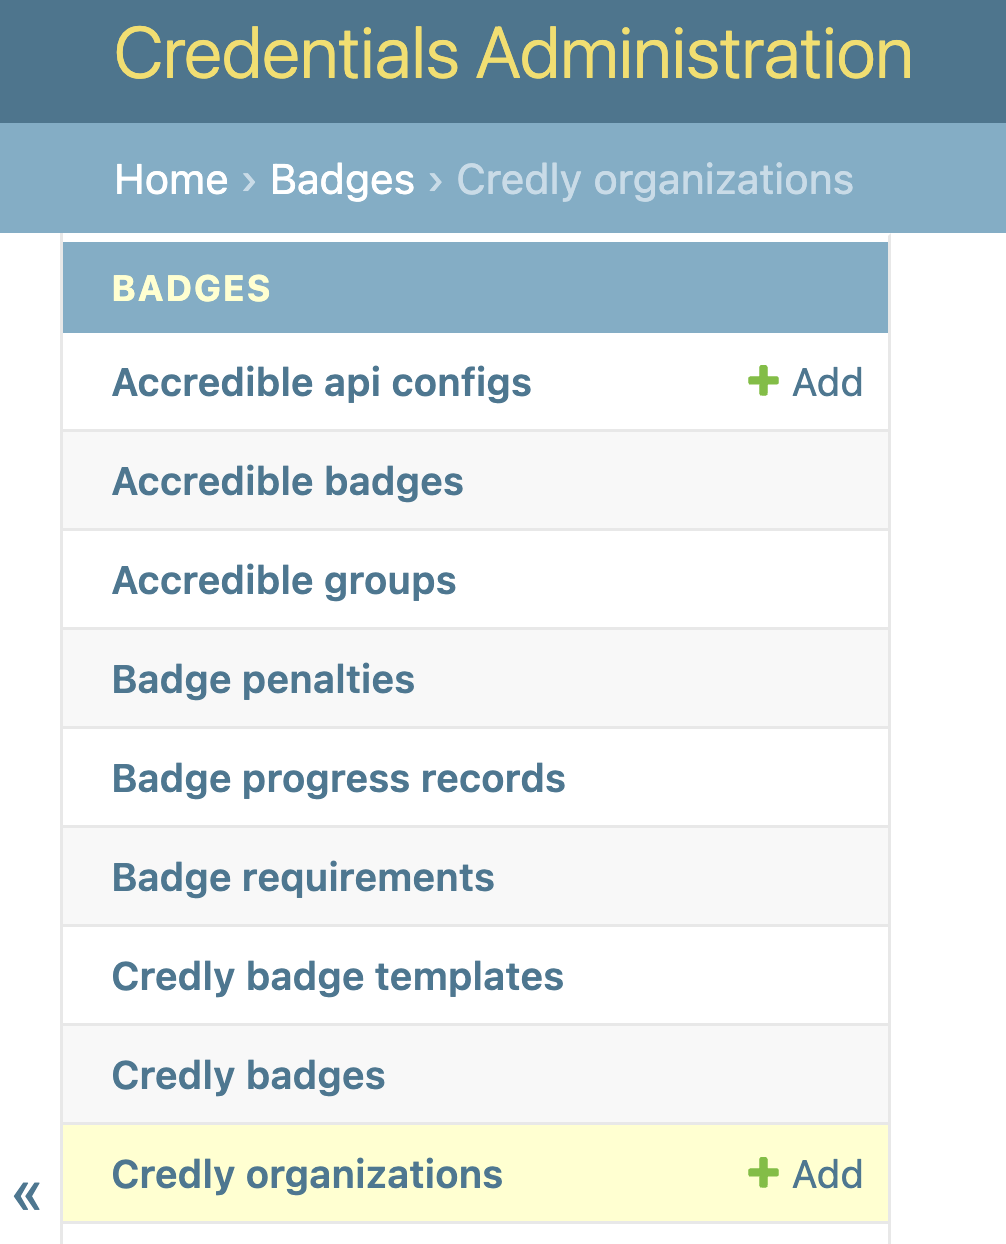 Credentials Administration
Home › Badges › Credly organizations
BADGES
Accredible api configs + Add
Accredible badges
Accredible groups
Badge penalties
Badge progress records
Badge requirements
Credly badge templates
Credly badges
Credly organizations + Add
«